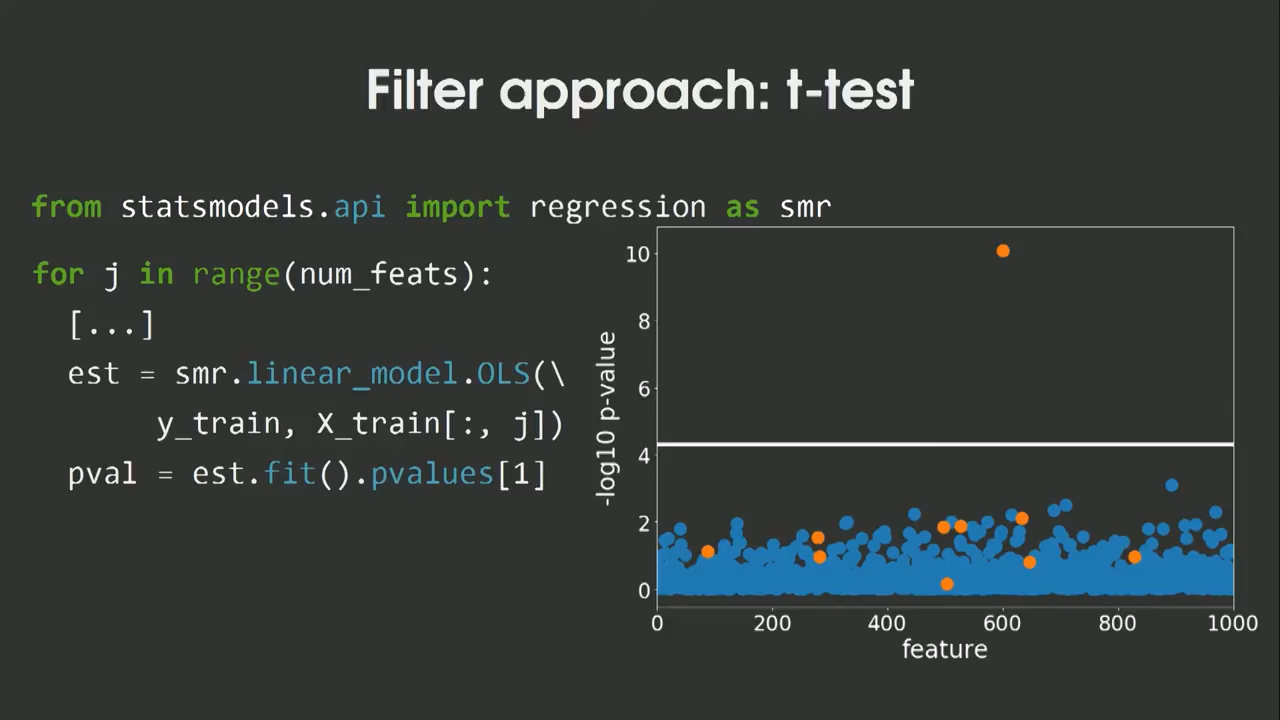 Filter approach: t-test
from statsmodels.api import regression as smr
for j in range(num_feats):
[...]
est = smr.linear_model.OLS(\
y_train, X_train[:, j])
pval = est.fit().pvalues[1]
-log10 p-value
10
8
6
4
2
0
0 200 400 600 800 1000
feature